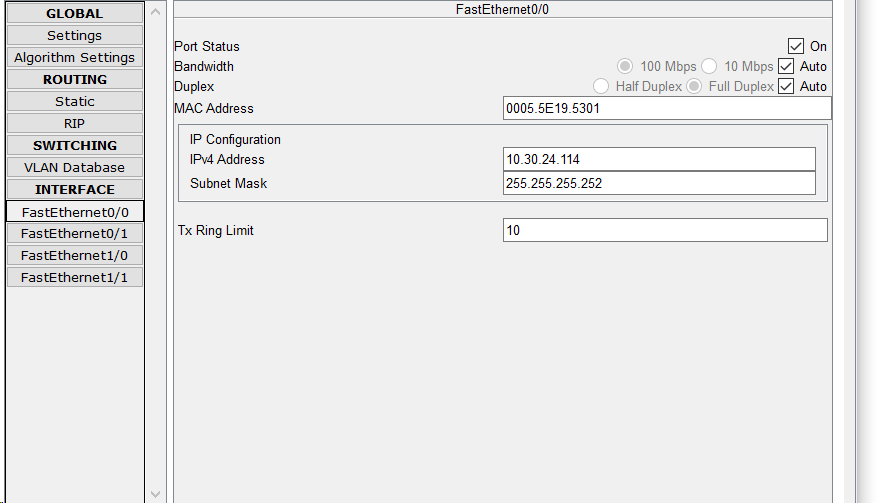 GLOBAL
Settings
Algorithm Settings
ROUTING
Static
RIP
SWITCHING
VLAN Database
INTERFACE
FastEthernet0/0
FastEthernet0/1
FastEthernet1/0
FastEthernet1/1
FastEthernet0/0
Port Status On
Bandwidth 100 Mbps 10 Mbps Auto
Duplex Half Duplex Full Duplex Auto
MAC Address 0005.5E19.5301
IP Configuration
IPv4 Address 10.30.24.114
Subnet Mask 255.255.255.252
Tx Ring Limit 10